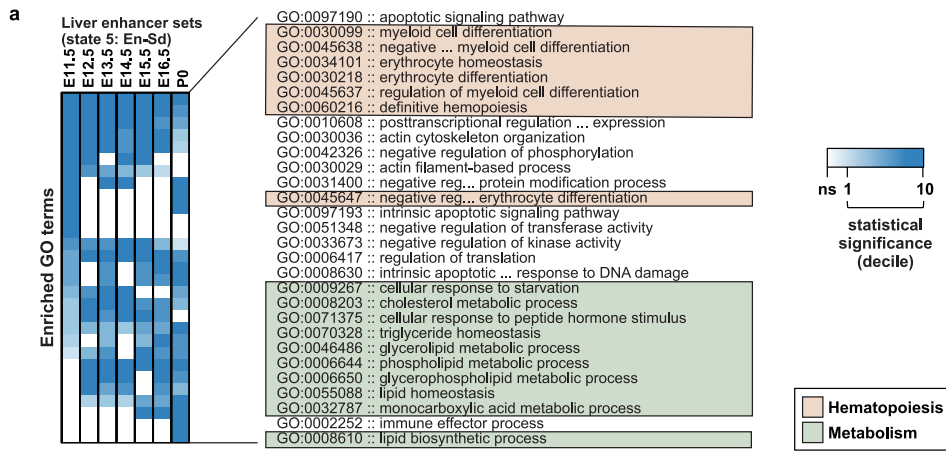 a
Liver enhancer sets
(state 5: En-Sd)
E11.5
E12.5
E13.5
E14.5
E15.5
E16.5
P0
Enriched GO terms
GO:0097190 :: apoptotic signaling pathway
GO:0030099 :: myeloid cell differentiation
GO:0045638 :: negative ... myeloid cell differentiation
GO:0034101 :: erythrocyte homeostasis
GO:0030218 :: erythrocyte differentiation
GO:0045637 :: regulation of myeloid cell differentiation
GO:0060216 :: definitive hemopoiesis
GO:0010608 :: posttranscriptional regulation ... expression
GO:0030036 :: actin cytoskeleton organization
GO:0042326 :: negative regulation of phosphorylation
GO:0030029 :: actin filament-based process
GO:0031400 :: negative reg... protein modification process
GO:0045647 :: negative reg... erythrocyte differentiation
GO:0097193 :: intrinsic apoptotic signaling pathway
GO:0051348 :: negative regulation of transferase activity
GO:0033673 :: negative regulation of kinase activity
GO:0006417 :: regulation of translation
GO:0008630 :: intrinsic apoptotic ... response to DNA damage
GO:0009267 :: cellular response to starvation
GO:0008203 :: cholesterol metabolic process
GO:0071375 :: cellular response to peptide hormone stimulus
GO:0070328 :: triglyceride homeostasis
GO:0046486 :: glycerolipid metabolic process
GO:0006644 :: phospholipid metabolic process
GO:0006650 :: glycerophospholipid metabolic process
GO:0055088 :: lipid homeostasis
GO:0032787 :: monocarboxylic acid metabolic process
GO:0002252 :: immune effector process
GO:0008610 :: lipid biosynthetic process
ns 1 10
statistical
significance
(decile)
Hematopoiesis
Metabolism